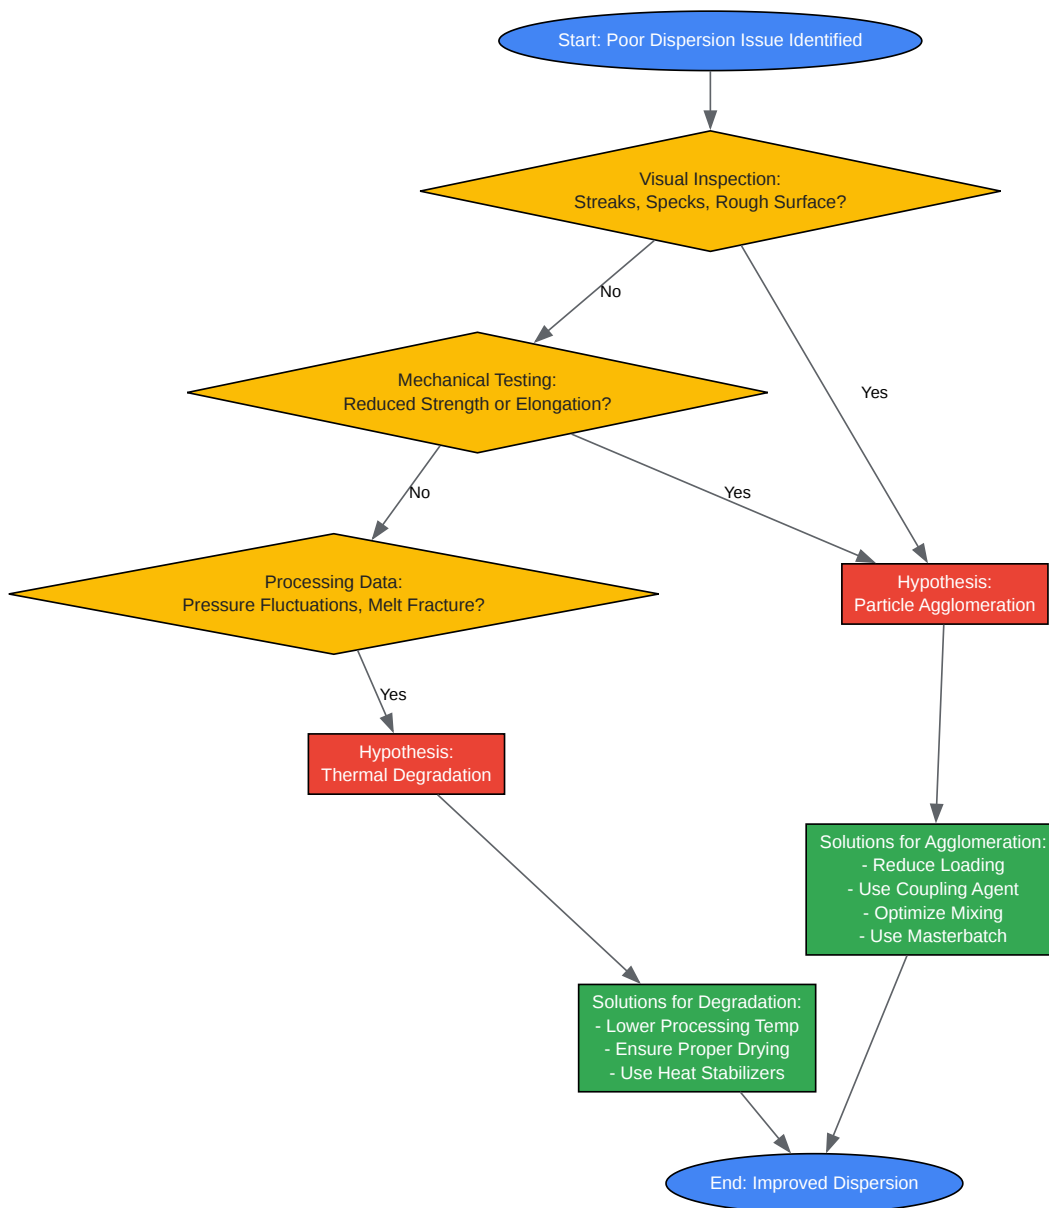 Start: Poor Dispersion Issue Identified
Visual Inspection:
Streaks, Specks, Rough Surface?
No
Yes
Mechanical Testing:
Reduced Strength or Elongation?
No
Yes
Processing Data:
Pressure Fluctuations, Melt Fracture?
Hypothesis:
Particle Agglomeration
Yes
Hypothesis:
Thermal Degradation
Solutions for Agglomeration:
- Reduce Loading
- Use Coupling Agent
- Optimize Mixing
- Use Masterbatch
Solutions for Degradation:
- Lower Processing Temp
- Ensure Proper Drying
- Use Heat Stabilizers
End: Improved Dispersion